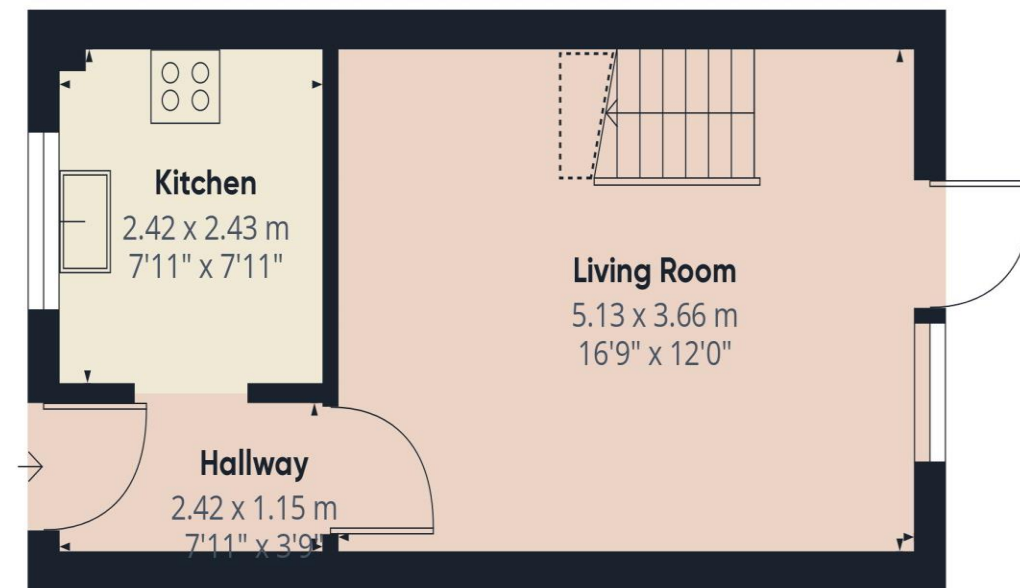 Kitchen
2.42 x 2.43 m
7'11" x 7'11"
Living Room
5.13 x 3.66 m
16'9" x 12'0"
Hallway
2.42 x 1.15 m
7'11" x 3'9"